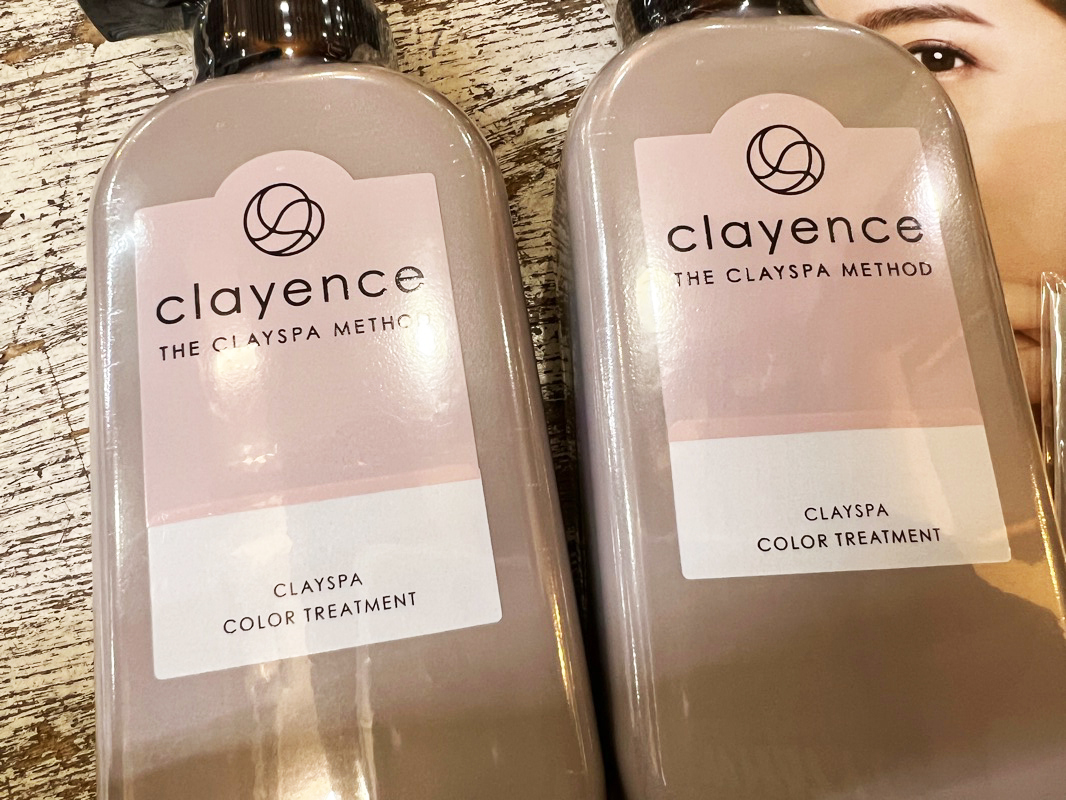 clayence
THE CLAYSPA METHOD
CLAYSPA
COLOR TREATMENT
clayence
THE CLAYSPA METHOD
CLAYSPA
COLOR TREATMENT